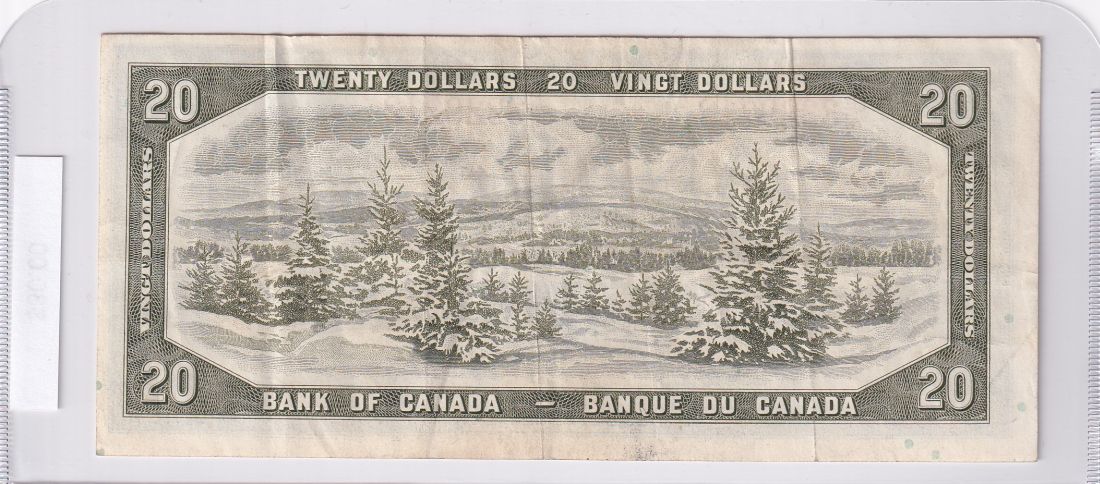 TWENTY DOLLARS 20 VINGT DOLLARS
20
20
VINGT DOLLARS
TWENTY DOLLARS
20
20
BANK OF CANADA – BANQUE DU CANADA